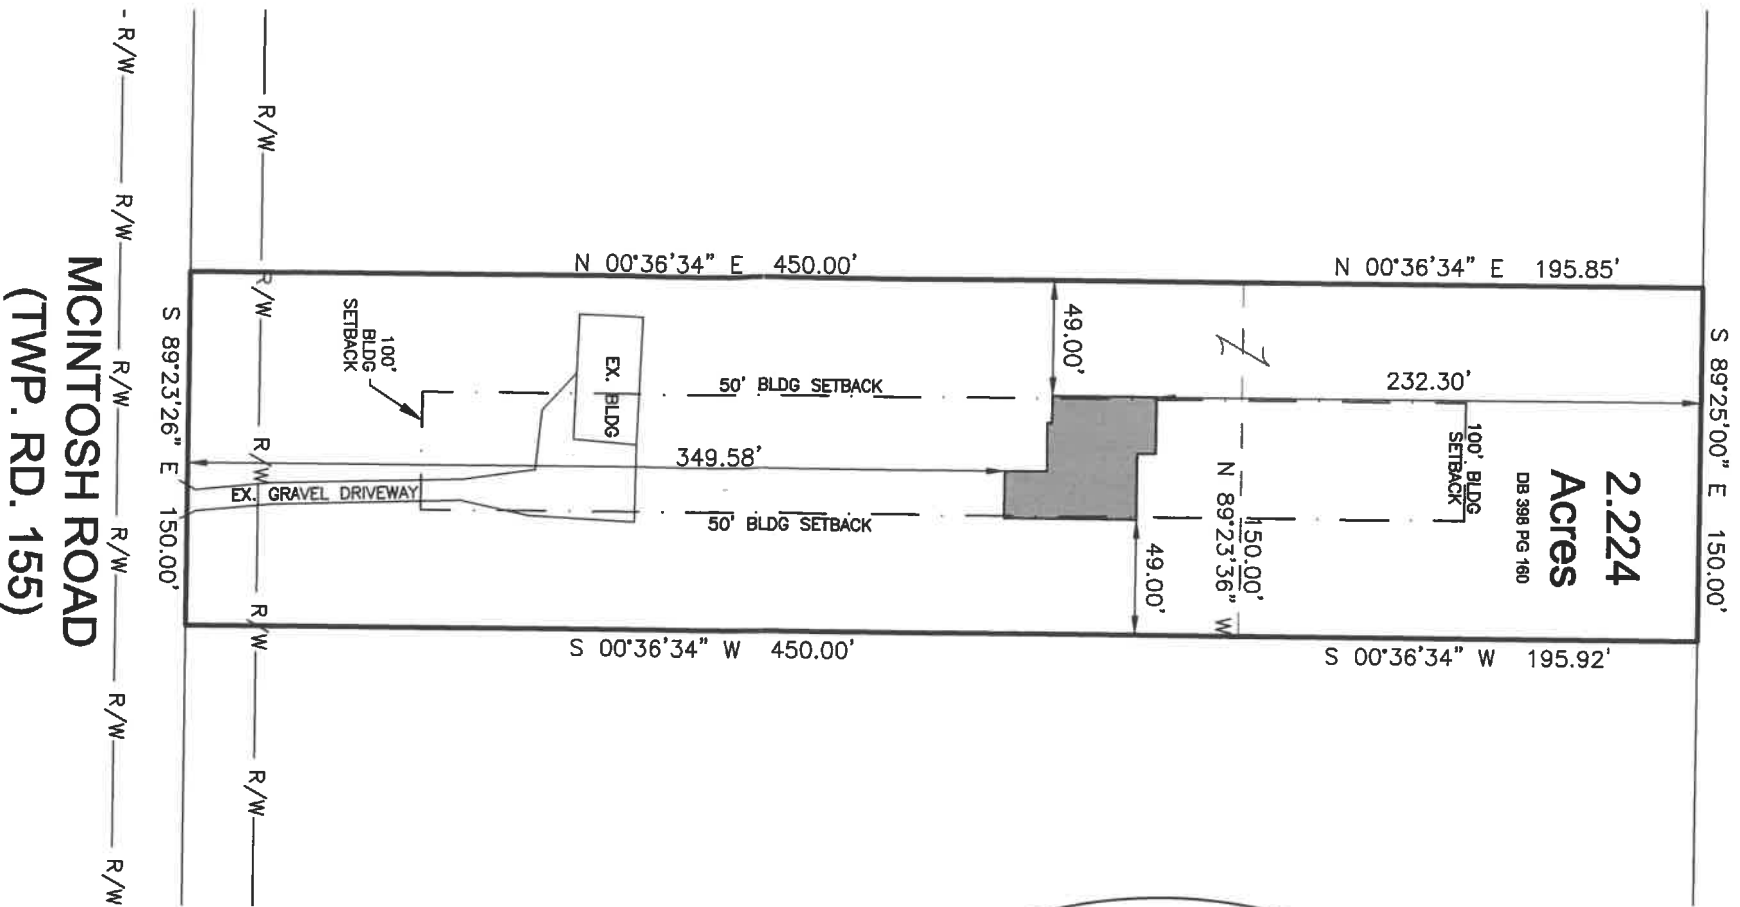 R/W
R/W
R/W
R/W
R/W
R/W
R/W
R/W
R/W
R/W
R/W
MCINTOSH ROAD
(TWP. RD. 155)
N 00°36'34" E 450.00'
N 00°36'34" E 195.85'
S 89°23'26" E 150.00'
S 89°25'00" E 150.00'
100'
BLDG
SETBACK
EX. BLDG
50' BLDG SETBACK
49.00'
232.30'
349.58'
EX. GRAVEL DRIVEWAY
50' BLDG SETBACK
49.00'
150.00'
N 89°23'36" W
100' BLDG
SETBACK
2.224
Acres
DB 398 PG 160
S 00°36'34" W 450.00'
S 00°36'34" W 195.92'